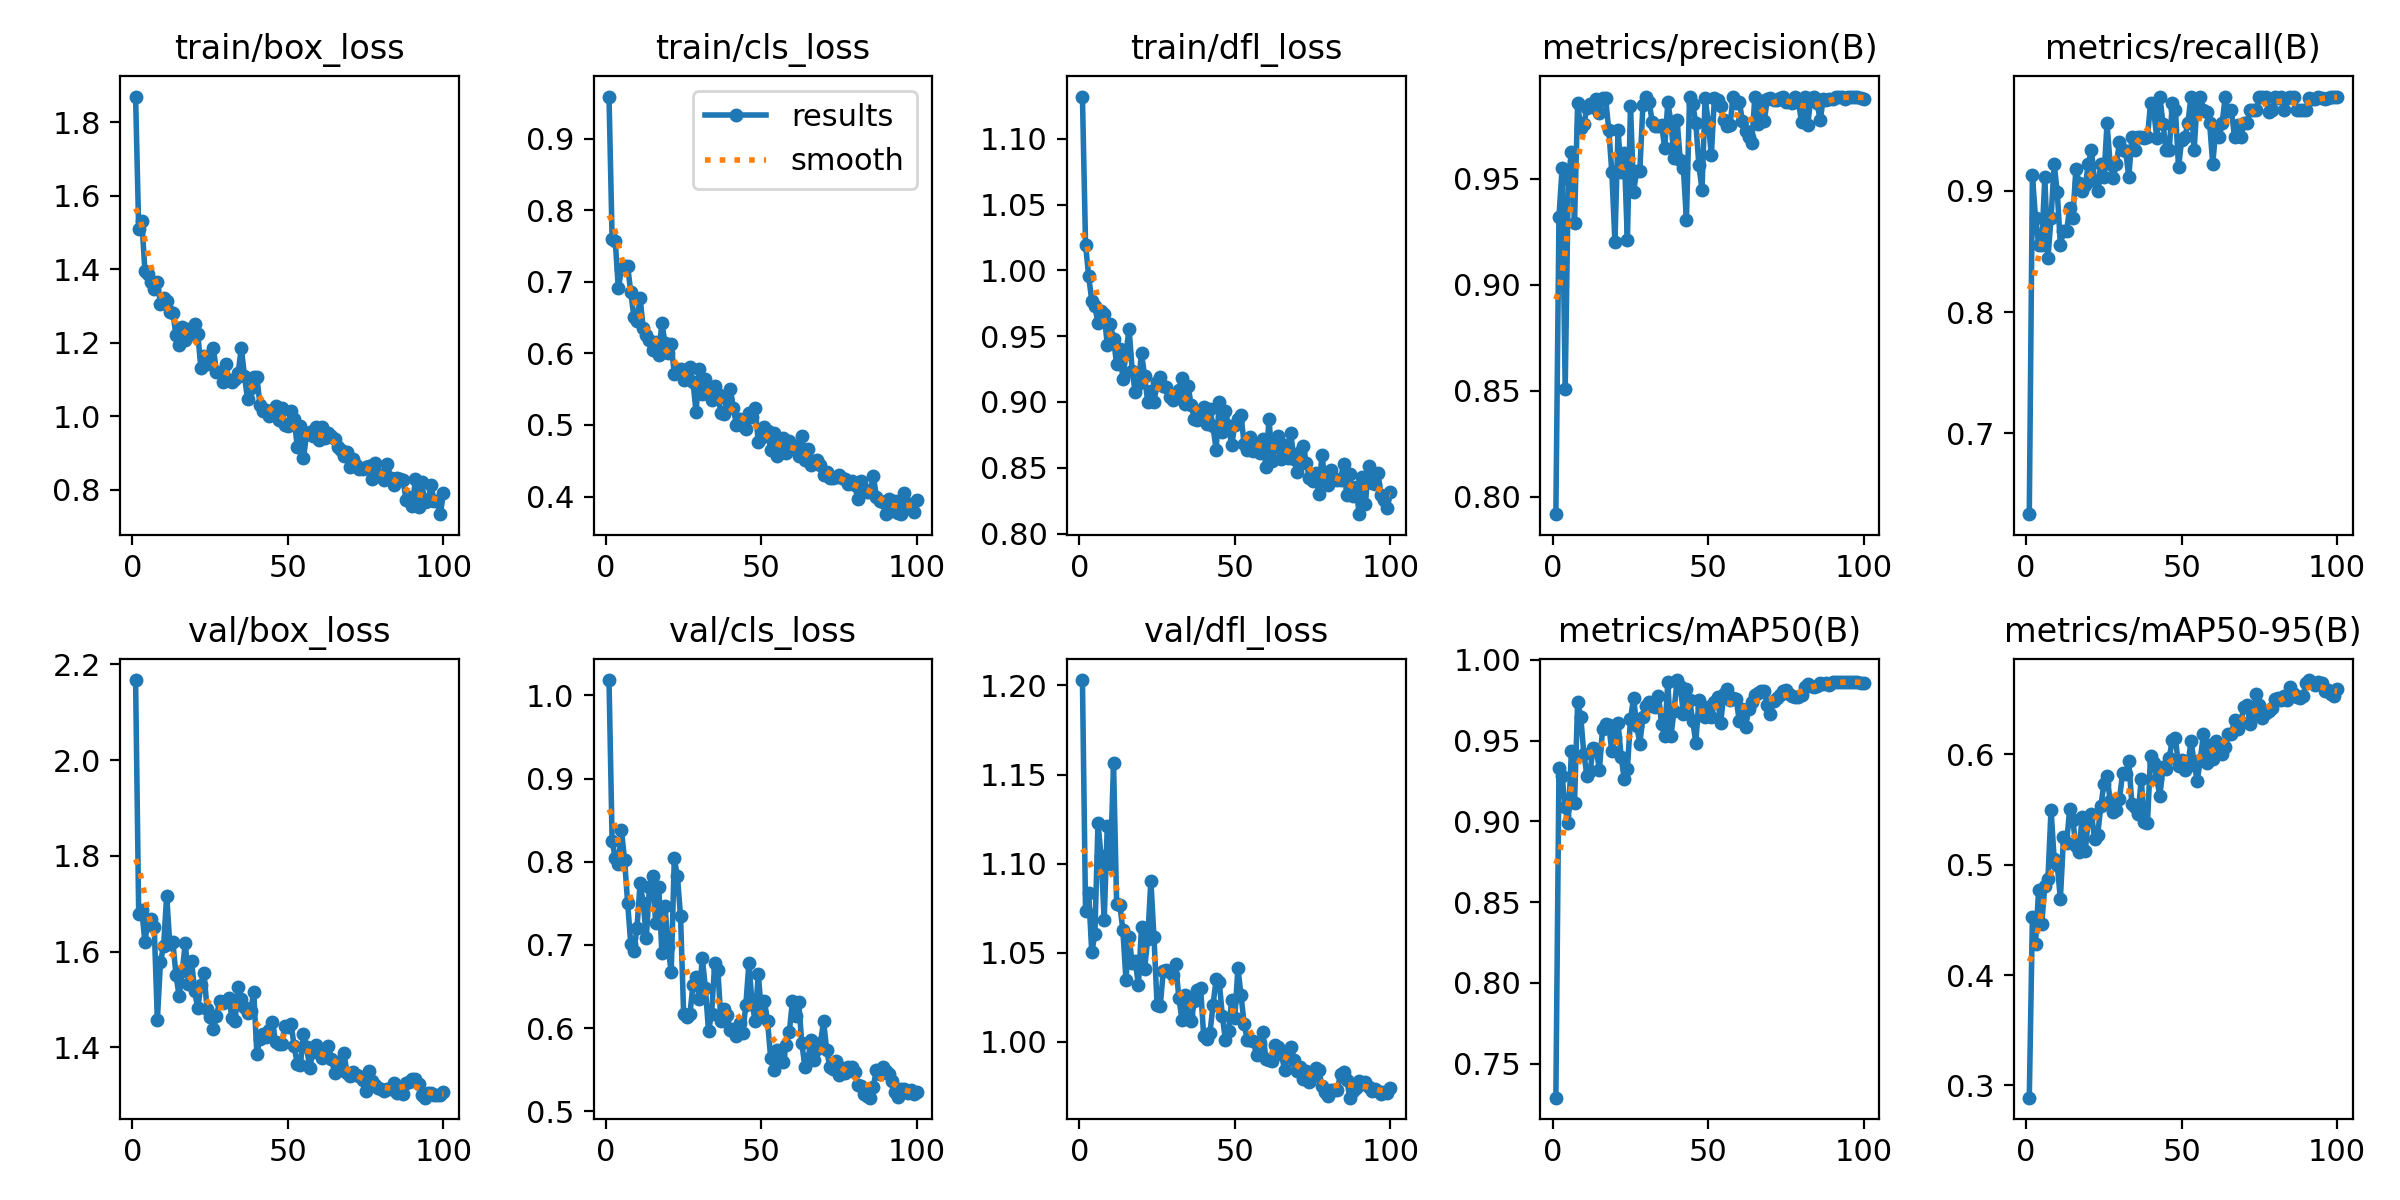 train/box_loss
1.8
1.6
1.4
1.2
1.0
0.8
0 50 100
train/cls_loss
results
smooth
0.9
0.8
0.7
0.6
0.5
0.4
0 50 100
train/dfl_loss
1.10
1.05
1.00
0.95
0.90
0.85
0.80
0 50 100
metrics/precision(B)
0.95
0.90
0.85
0.80
0 50 100
metrics/recall(B)
0.9
0.8
0.7
0 50 100
val/box_loss
2.2
2.0
1.8
1.6
1.4
0 50 100
val/cls_loss
1.0
0.9
0.8
0.7
0.6
0.5
0 50 100
val/dfl_loss
1.20
1.15
1.10
1.05
1.00
0 50 100
metrics/mAP50(B)
1.00
0.95
0.90
0.85
0.80
0.75
0 50 100
metrics/mAP50-95(B)
0.6
0.5
0.4
0.3
0 50 100